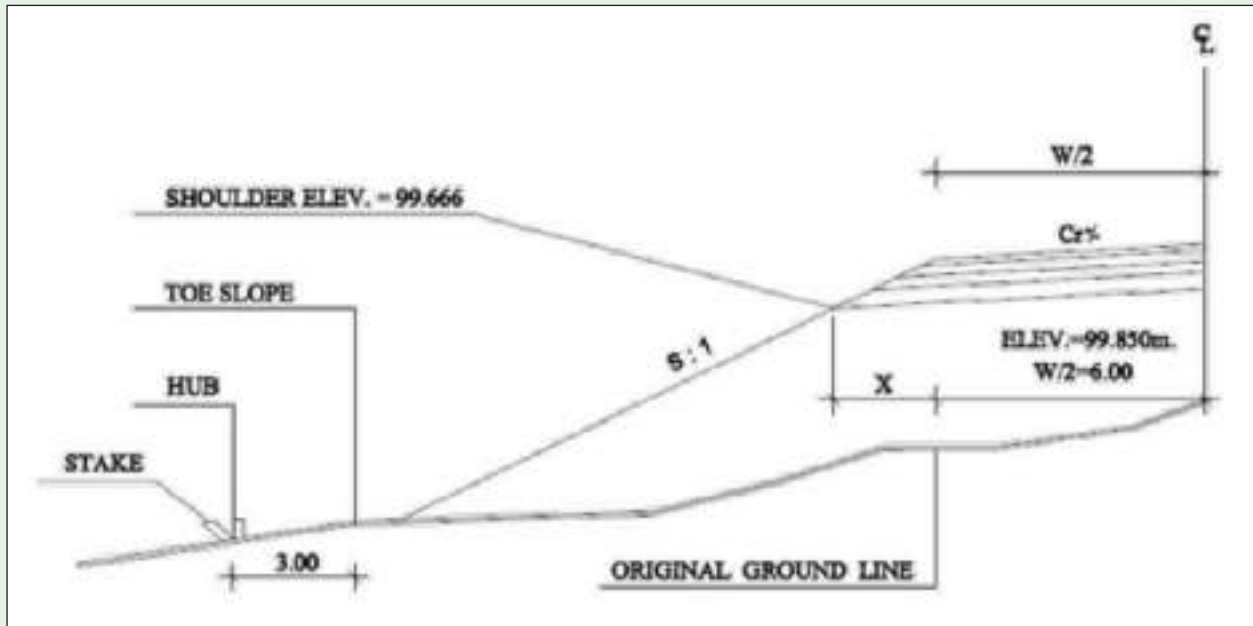 ℄
W/2
SHOULDER ELEV. = 99.666
Cr%
TOE SLOPE
S : 1
ELEV.=99.850m.
W/2=6.00
HUB
X
STAKE
3.00
ORIGINAL GROUND LINE